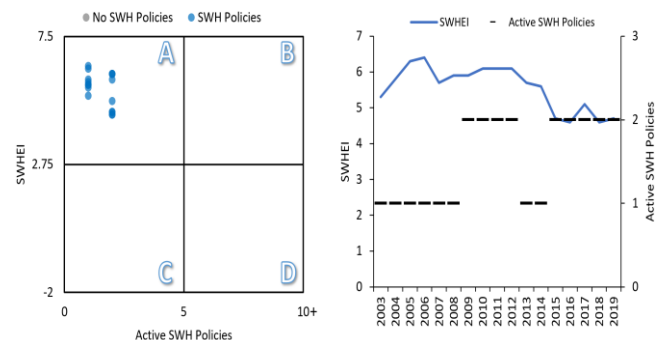 No SWH Policies SWH Policies
7.5
A
B
SWHEI
2.75
C
D
-2
0 5 10+
Active SWH Policies
SWHEI Active SWH Policies
7
6
5
4
3
2
1
0
SWHEI
3
2
1
0
Active SWH Policies
2003 2004 2005 2006 2007 2008 2009 2010 2011 2012 2013 2014 2015 2016 2017 2018 2019